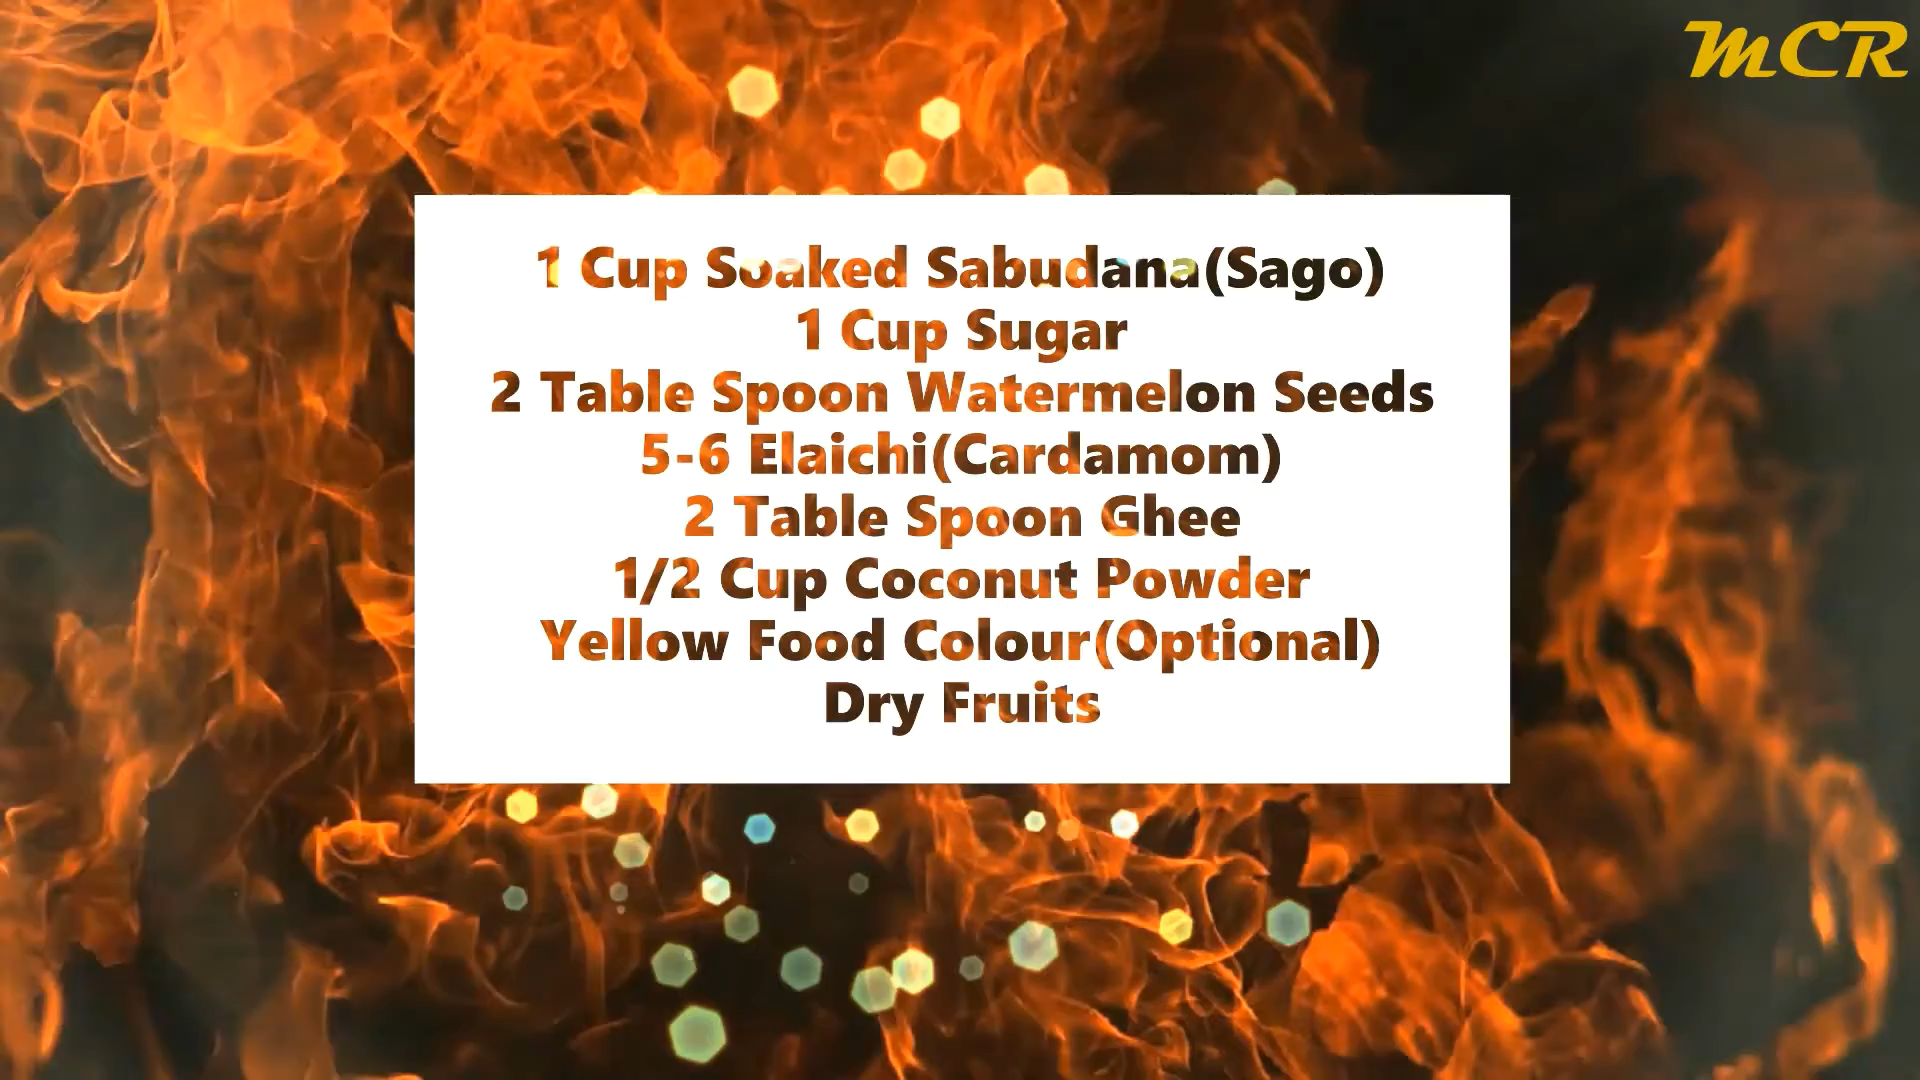 MCR
1 Cup Soaked Sabudana(Sago)
1 Cup Sugar
2 Table Spoon Watermelon Seeds
5-6 Elaichi(Cardamom)
2 Table Spoon Ghee
1/2 Cup Coconut Powder
Yellow Food Colour(Optional)
Dry Fruits